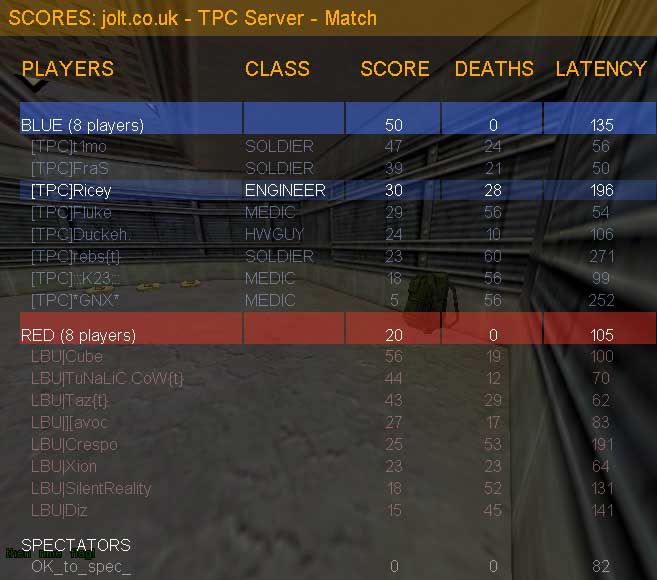 SCORES: jolt.co.uk - TPC Server - Match
PLAYERS CLASS SCORE DEATHS LATENCY
BLUE (8 players) 50 0 135
[TPC]t1mo SOLDIER 47 24 56
[TPC]FraS SOLDIER 39 21 50
[TPC]Ricey ENGINEER 30 28 196
[TPC]Fluke MEDIC 29 56 54
[TPC]Duckeh. HWGUY 24 10 106
[TPC]rebs{t} SOLDIER 23 60 271
[TPC].::K23::. MEDIC 18 56 99
[TPC]*GNX* MEDIC 5 56 252
RED (8 players) 20 0 105
LBU|Cube 56 19 100
LBU|TuNaLiC CoW{t} 44 12 70
LBU|Taz{t} 43 29 62
LBU|][avoc 27 17 83
LBU|Crespo 25 53 191
LBU|Xion 23 23 64
LBU|SilentReality 18 52 131
LBU|Diz 15 45 141
SPECTATORS
OK_to_spec_ 0 0 82